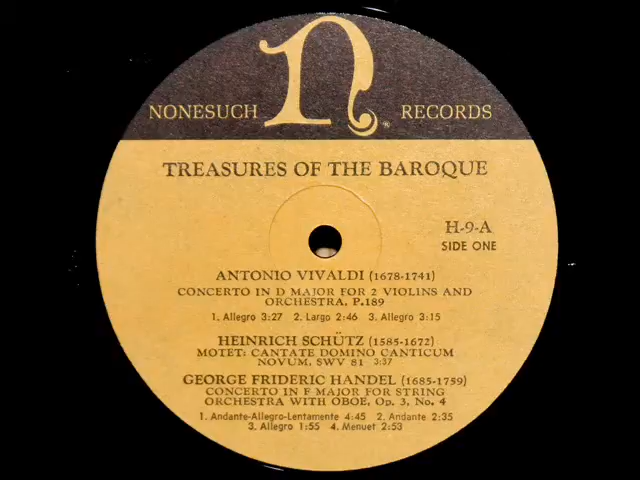 n
NONESUCH RECORDS
TREASURES OF THE BAROQUE
H-9-A
SIDE ONE
ANTONIO VIVALDI (1678-1741)
CONCERTO IN D MAJOR FOR 2 VIOLINS AND
ORCHESTRA, P.189
1. Allegro 3:27 2. Largo 2:46 3. Allegro 3:15
HEINRICH SCHÜTZ (1585-1672)
MOTET: CANTATE DOMINO CANTICUM
NOVUM, SWV 81 3:37
GEORGE FRIDERIC HANDEL (1685-1759)
CONCERTO IN F MAJOR FOR STRING
ORCHESTRA WITH OBOE, Op. 3, No. 4
1. Andante-Allegro-Lentamente 4:45 2. Andante 2:35
3. Allegro 1:55 4. Menuet 2:53